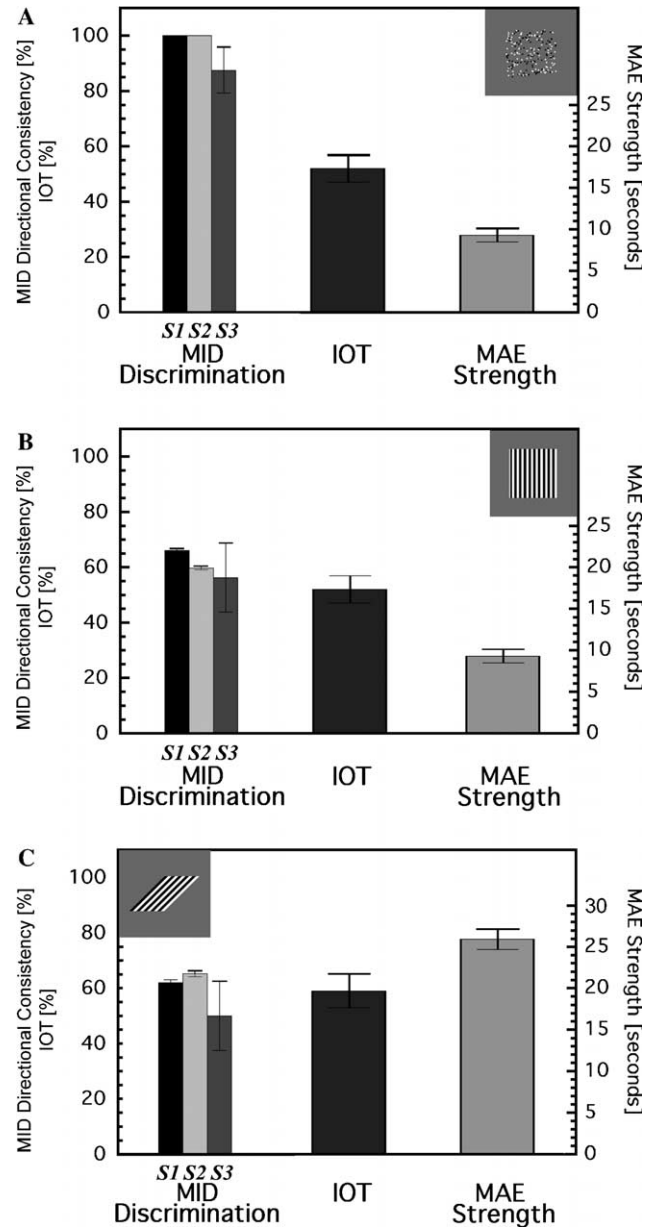 A
MID Directional Consistency [%]
IOT [%]
100
80
60
40
20
0
MAE Strength [seconds]
25
20
15
10
5
0
S1 S2 S3
MID
Discrimination
IOT
MAE
Strength
B
MID Directional Consistency [%]
IOT [%]
100
80
60
40
20
0
MAE Strength [seconds]
25
20
15
10
5
0
S1 S2 S3
MID
Discrimination
IOT
MAE
Strength
C
MID Directional Consistency [%]
IOT [%]
100
80
60
40
20
0
MAE Strength [seconds]
30
25
20
15
10
5
0
S1 S2 S3
MID
Discrimination
IOT
MAE
Strength